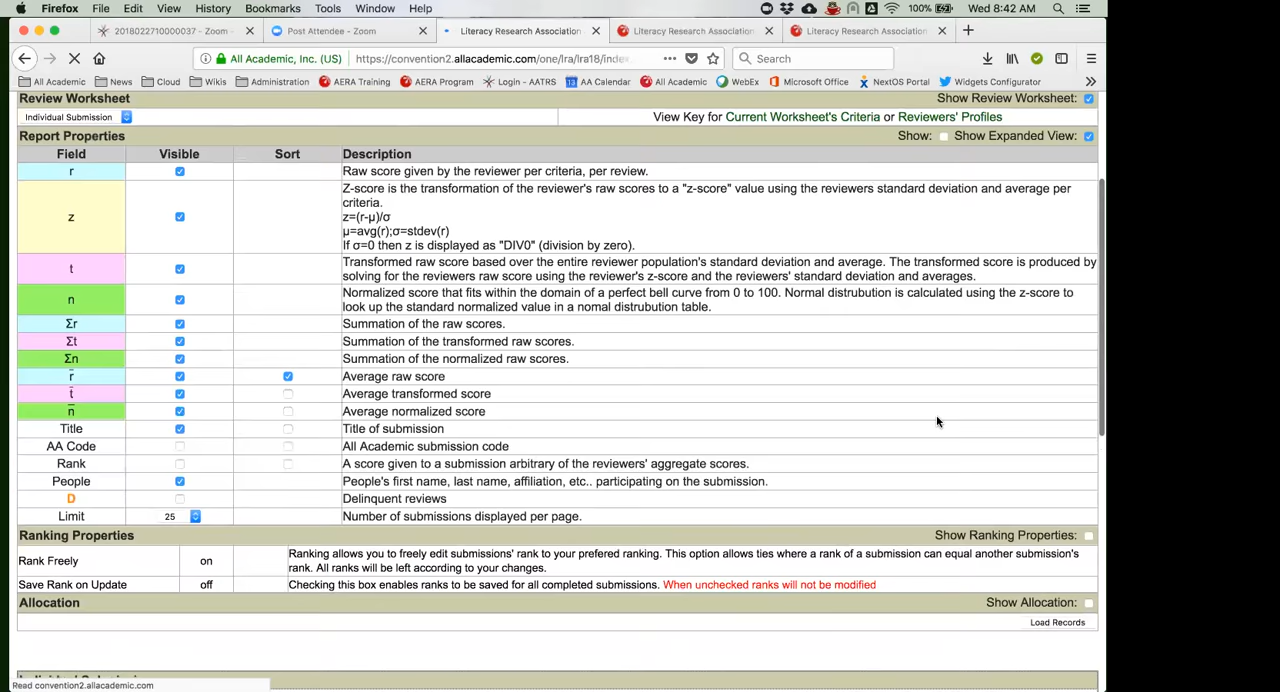 Firefox File Edit View History Bookmarks Tools Window Help 100% Wed 8:42 AM
2018022710000037 - Zoom - Post Attendee - Zoom Literacy Research Association Literacy Research Association Literacy Research Association
All Academic, Inc. (US) https://convention2.allacademic.com/one/lra/lra18/index. Search
All Academic News Cloud Wikis Administration AERA Training AERA Program Login - AATRS AA Calendar All Academic WebEx Microsoft Office NextOS Portal Widgets Configurator
Review Worksheet Show Review Worksheet:
Individual Submission View Key for Current Worksheet's Criteria or Reviewers' Profiles
Report Properties Show: Show Expanded View:
Field Visible Sort Description
r Raw score given by the reviewer per criteria, per review.
Z-score is the transformation of the reviewer's raw scores to a "z-score" value using the reviewers standard deviation and average per
criteria.
z z=(r-μ)/σ
μ=avg(r);σ=stdev(r)
If σ=0 then z is displayed as "DIV0" (division by zero).
t Transformed raw score based over the entire reviewer population's standard deviation and average. The transformed score is produced by
solving for the reviewers raw score using the reviewer's z-score and the reviewers' standard deviation and averages.
n Normalized score that fits within the domain of a perfect bell curve from 0 to 100. Normal distrubution is calculated using the z-score to
look up the standard normalized value in a nomal distrubution table.
Σr Summation of the raw scores.
Σt Summation of the transformed raw scores.
Σn Summation of the normalized raw scores.
r̄ Average raw score
t̄ Average transformed score
n̄ Average normalized score
Title Title of submission
AA Code All Academic submission code
Rank A score given to a submission arbitrary of the reviewers' aggregate scores.
People People's first name, last name, affiliation, etc.. participating on the submission.
D Delinquent reviews
Limit 25 Number of submissions displayed per page.
Ranking Properties Show Ranking Properties:
Rank Freely on Ranking allows you to freely edit submissions' rank to your prefered ranking. This option allows ties where a rank of a submission can equal another submission's
rank. All ranks will be left according to your changes.
Save Rank on Update off Checking this box enables ranks to be saved for all completed submissions. When unchecked ranks will not be modified
Allocation Show Allocation:
Load Records
Read convention2.allacademic.com